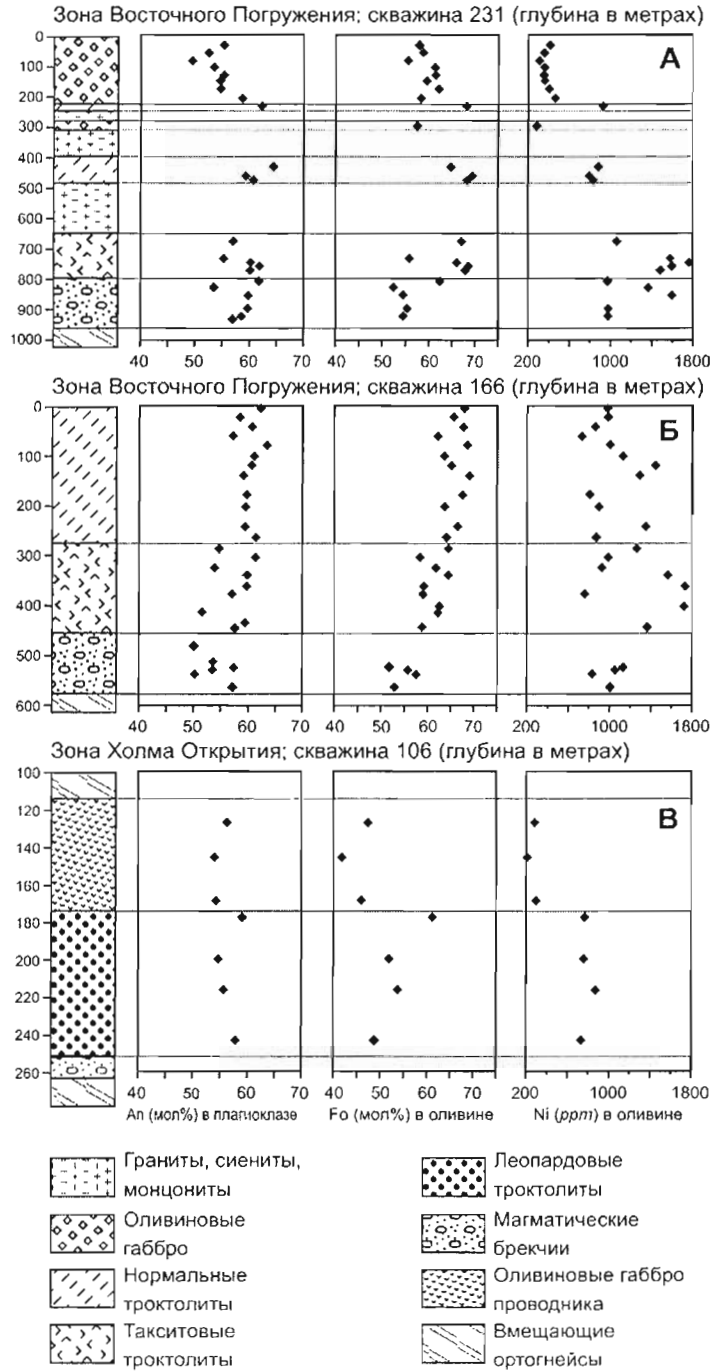 Зона Восточного Погружения; скважина 231 (глубина в метрах)
А
0
100
200
300
400
500
600
700
800
900
1000
40 50 60 70
40 50 60 70
200 1000 1800
Зона Восточного Погружения; скважина 166 (глубина в метрах)
Б
0
100
200
300
400
500
600
40 50 60 70
40 50 60 70
200 1000 1800
Зона Холма Открытия; скважина 106 (глубина в метрах)
В
100
120
140
160
180
200
220
240
260
40 50 60 70
40 50 60 70
200 1000 1800
An (мол%) в плагиоклазе
Fo (мол%) в оливине
Ni (ppm) в оливине
Граниты, сиениты,
монцониты
Оливиновые
габбро
Нормальные
троктолиты
Такситовые
троктолиты
Леопардовые
троктолиты
Магматические
брекчии
Оливиновые габбро
проводника
Вмещающие
ортогнейсы